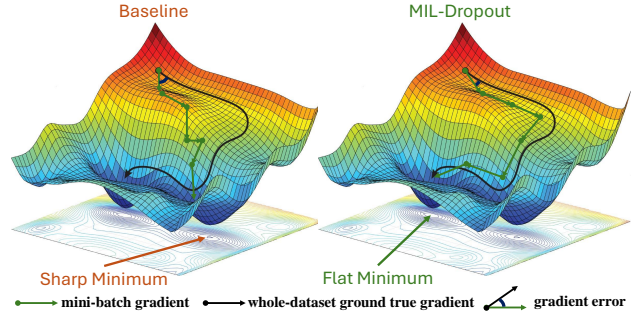 Baseline
MIL-Dropout
Sharp Minimum
Flat Minimum
mini-batch gradient
whole-dataset ground true gradient
gradient error